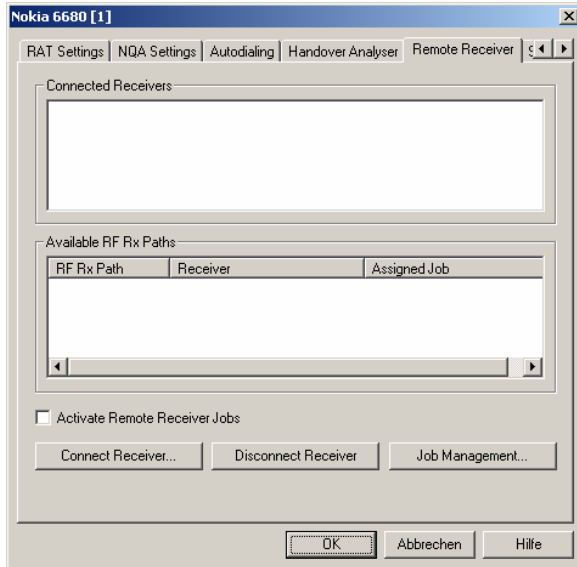 Nokia 6680 [1]
RAT Settings NQA Settings Autodialing Handover Analyser Remote Receiver
Connected Receivers
Available RF Rx Paths
RF Rx Path Receiver Assigned Job
Activate Remote Receiver Jobs
Connect Receiver... Disconnect Receiver Job Management...
OK Abbrechen Hilfe